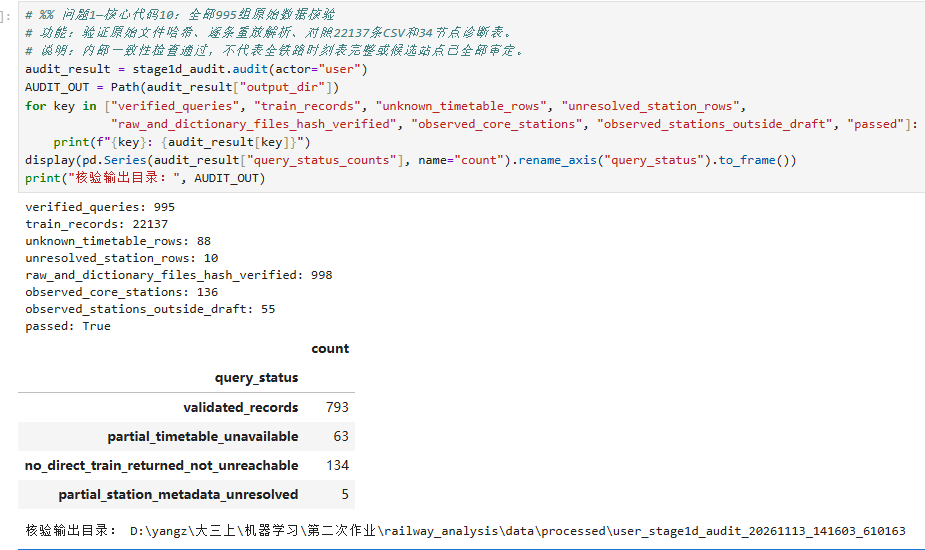 ]:
# %% 问题1—核心代码10：全部995组原始数据核验
# 功能：验证原始文件哈希、逐条重放解析、对照22137条CSV和34节点诊断表。
# 说明：内部一致性检查通过，不代表全铁路时刻表完整或候选站点已全部审定。
audit_result = stage1d_audit.audit(actor="user")
AUDIT_OUT = Path(audit_result["output_dir"])
for key in ["verified_queries", "train_records", "unknown_timetable_rows", "unresolved_station_rows",
"raw_and_dictionary_files_hash_verified", "observed_core_stations", "observed_stations_outside_draft", "passed"]:
print(f"{key}: {audit_result[key]}")
display(pd.Series(audit_result["query_status_counts"], name="count").rename_axis("query_status").to_frame())
print("核验输出目录：", AUDIT_OUT)
verified_queries: 995
train_records: 22137
unknown_timetable_rows: 88
unresolved_station_rows: 10
raw_and_dictionary_files_hash_verified: 998
observed_core_stations: 136
observed_stations_outside_draft: 55
passed: True
count
query_status
validated_records 793
partial_timetable_unavailable 63
no_direct_train_returned_not_unreachable 134
partial_station_metadata_unresolved 5
核验输出目录： D:\yangz\大三上\机器学习\第二次作业\railway_analysis\data\processed\user_stage1d_audit_20261113_141603_610163